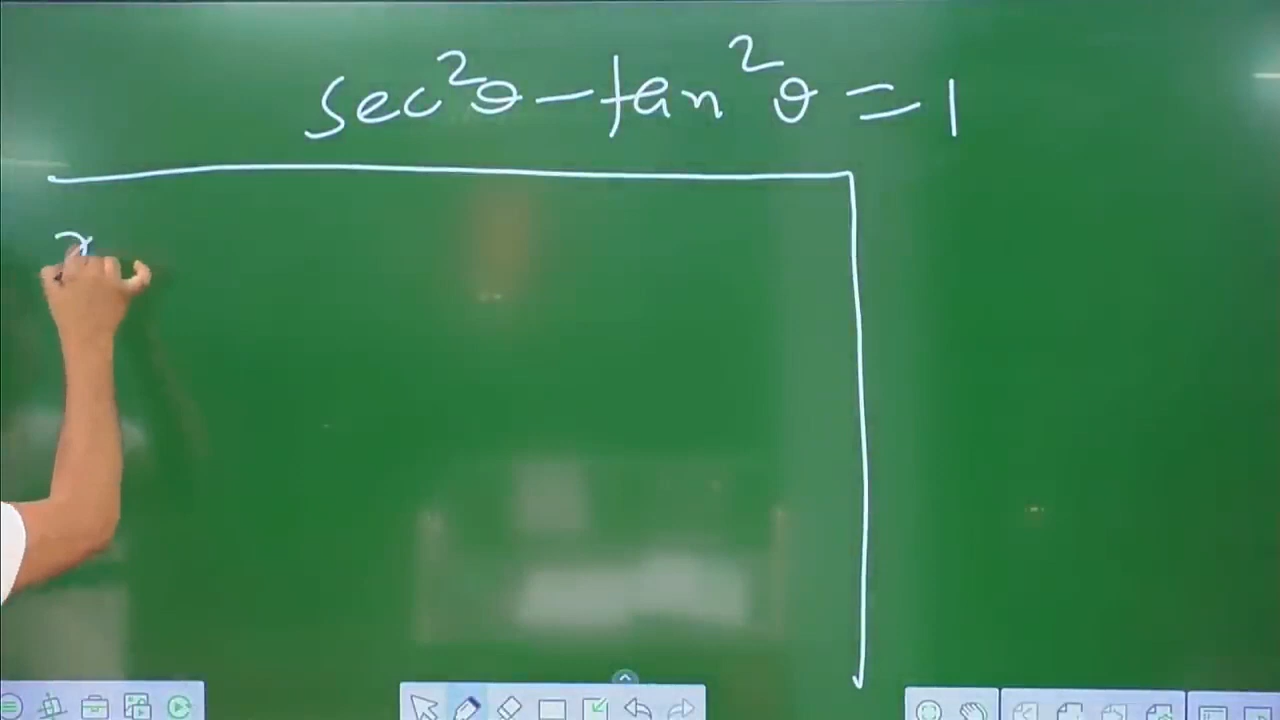 sec²θ − tan²θ = 1